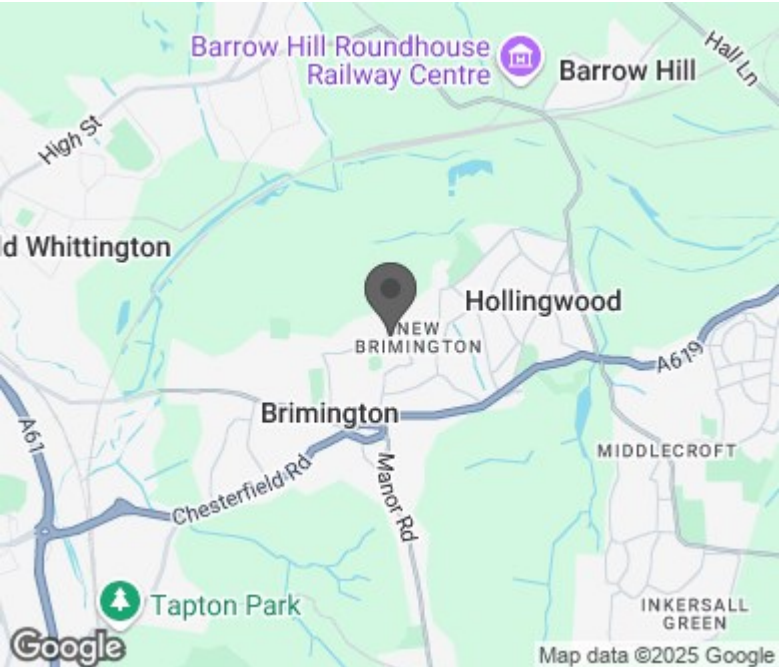 Barrow Hill Roundhouse
Railway Centre
Barrow Hill
Hall Ln
High St
ld Whittington
Hollingwood
NEW
BRIMINGTON
A619
Brimington
A61
MIDDLECROFT
Chesterfield Rd
Manor Rd
Tapton Park
INKERSALL
GREEN
Google
Map data ©2025 Google